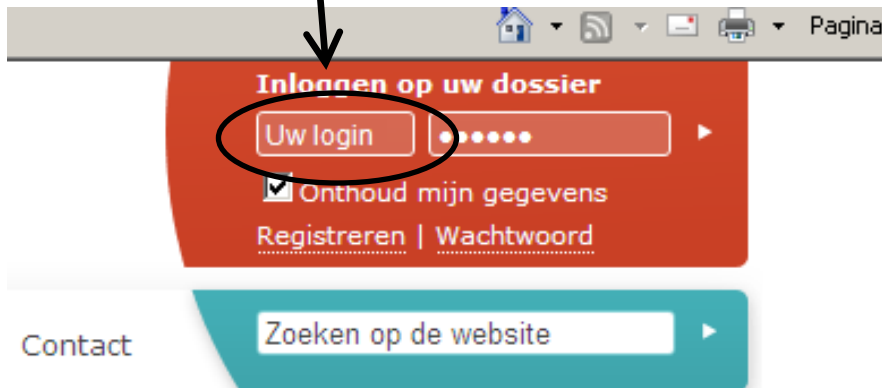 Pagina
Inloggen op uw dossier
Uw login ••••••
Onthoud mijn gegevens
Registreren | Wachtwoord
Contact
Zoeken op de website